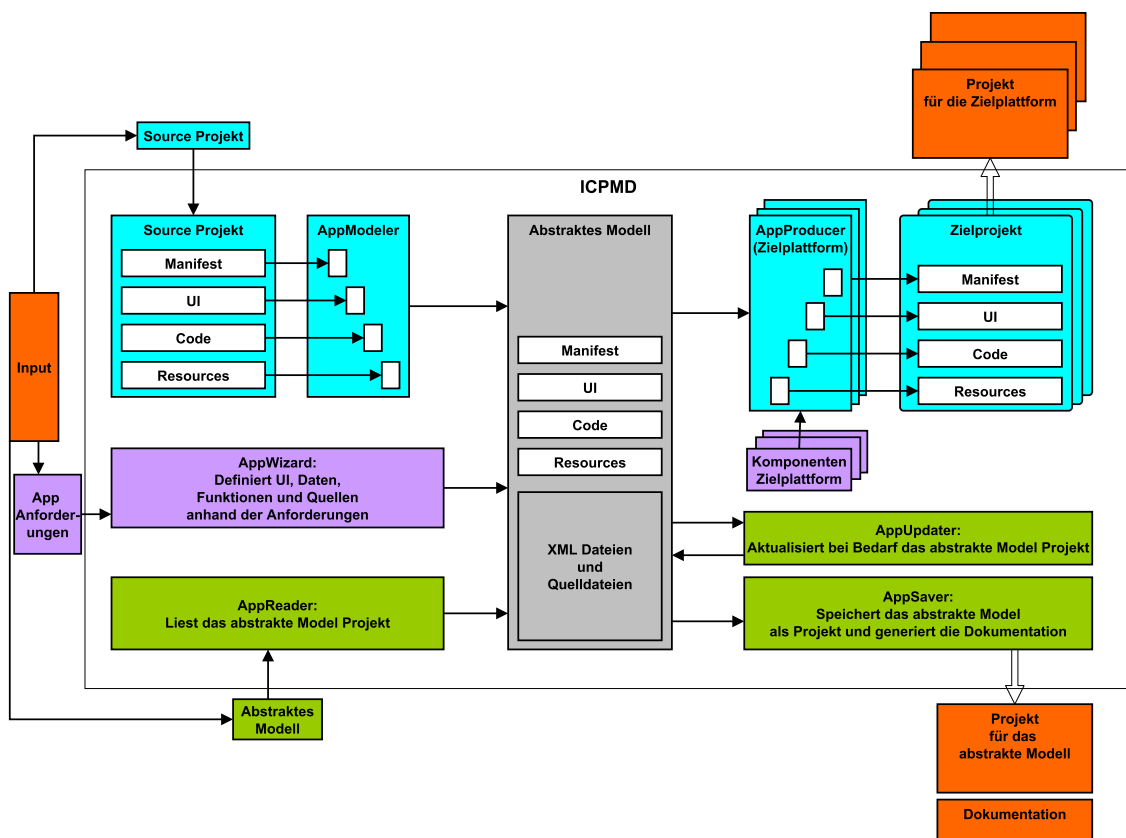 Projekt
für die Zielplattform
Source Projekt
ICPMD
Source Projekt
Manifest
UI
Code
Resources
AppModeler
Abstraktes Modell
Manifest
UI
Code
Resources
XML Dateien
und
Quelldateien
AppProducer
(Zielplattform)
Zielprojekt
Manifest
UI
Code
Resources
Komponenten
Zielplattform
Input
App
Anforder-
ungen
AppWizard:
Definiert UI, Daten,
Funktionen und Quellen
anhand der Anforderungen
AppReader:
Liest das abstrakte Model Projekt
AppUpdater:
Aktualisiert bei Bedarf das abstrakte Model Projekt
AppSaver:
Speichert das abstrakte Model
als Projekt und generiert die Dokumentation
Abstraktes
Modell
Projekt
für das
abstrakte Modell
Dokumentation